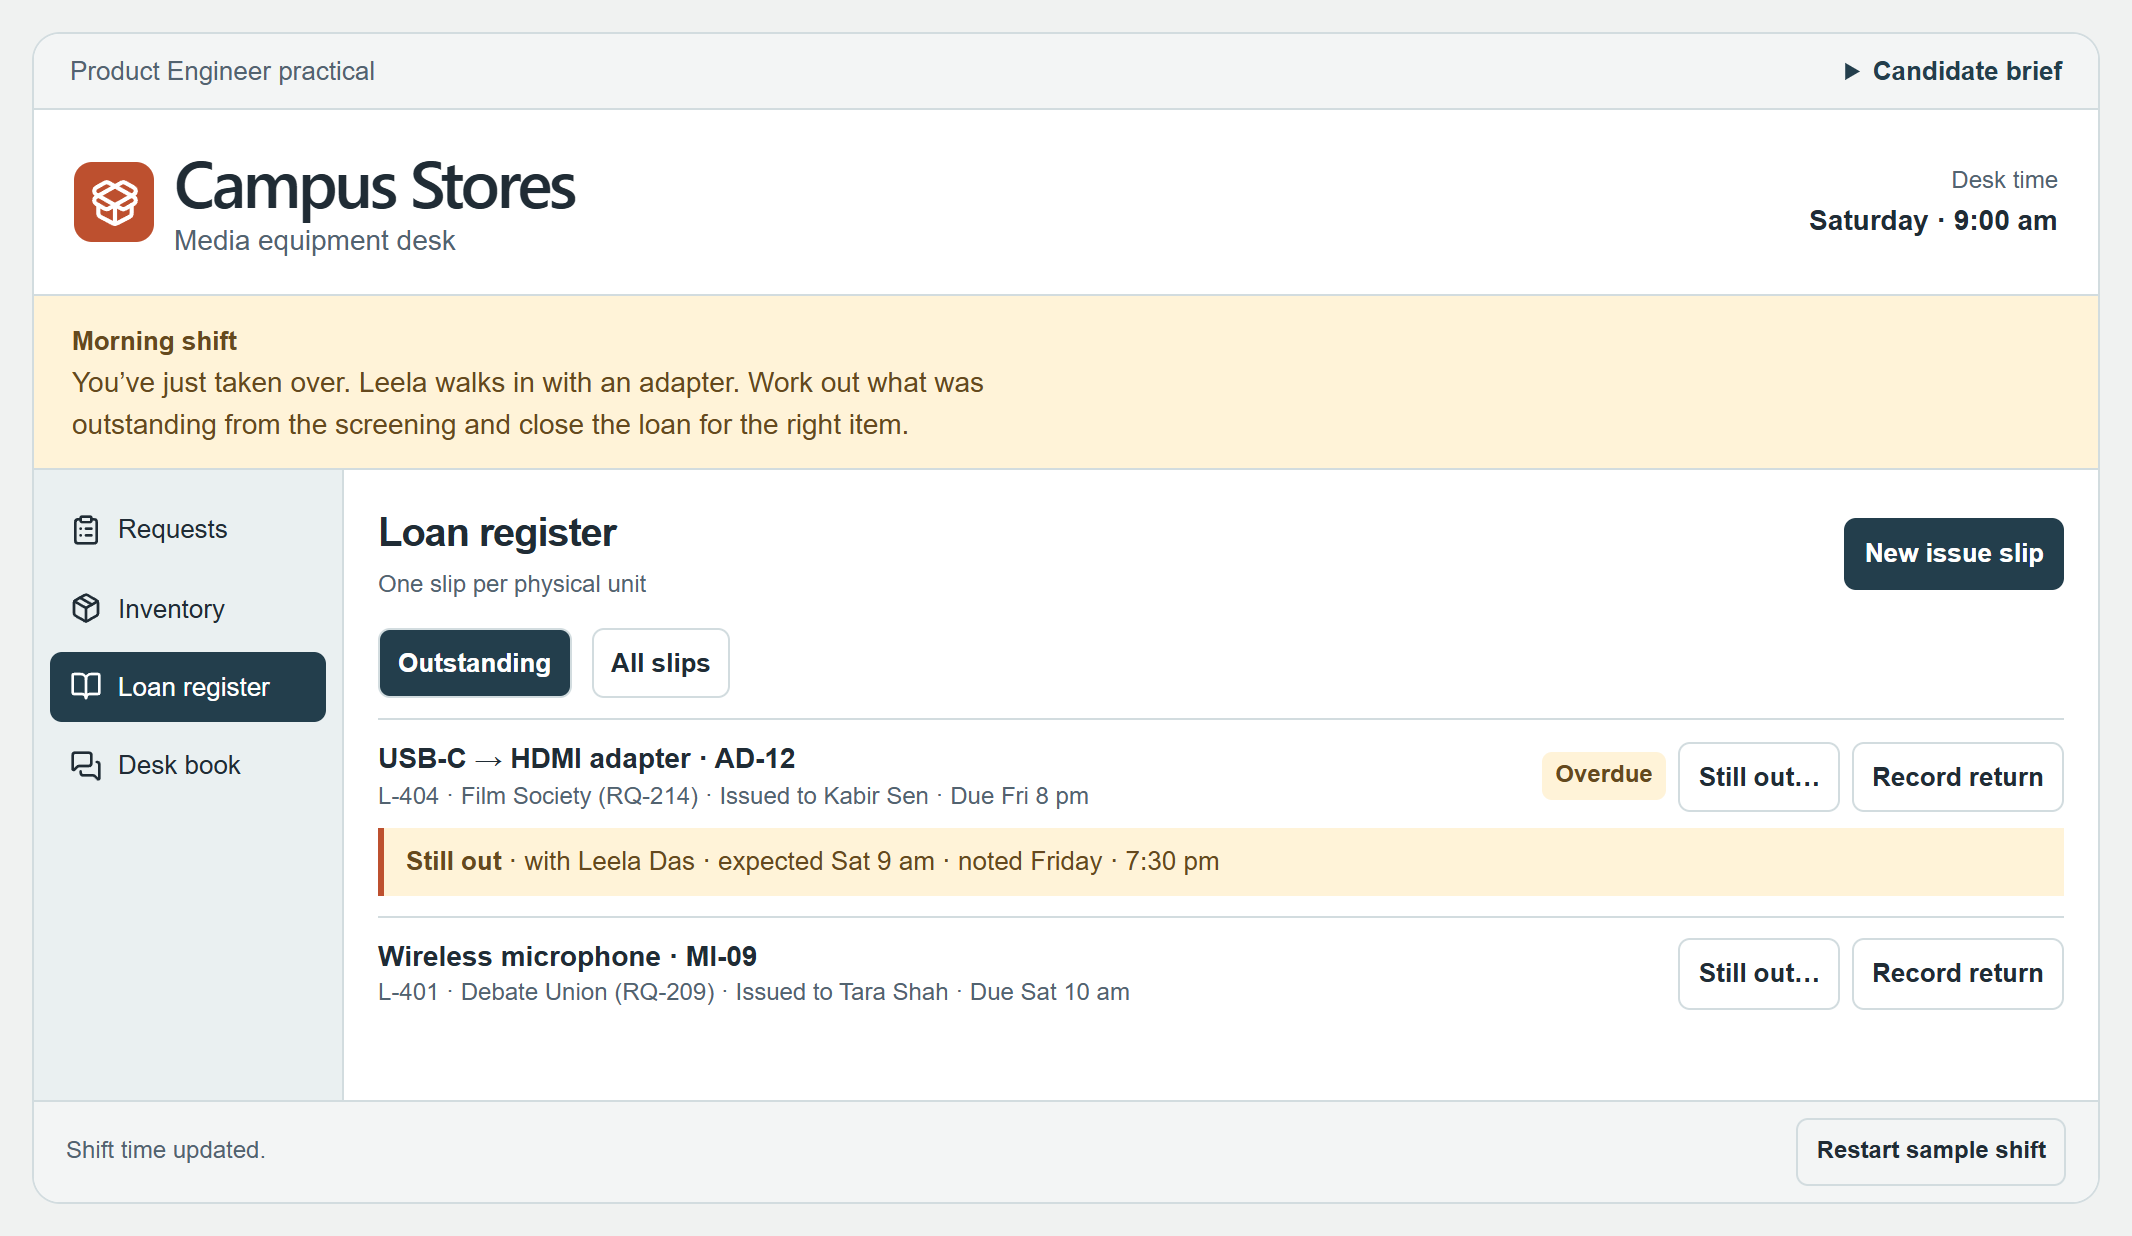 Product Engineer practical
▶ Candidate brief
Campus Stores
Media equipment desk
Desk time
Saturday · 9:00 am
Morning shift
You’ve just taken over. Leela walks in with an adapter. Work out what was
outstanding from the screening and close the loan for the right item.
Requests
Inventory
Loan register
Desk book
Loan register
One slip per physical unit
New issue slip
Outstanding
All slips
USB-C → HDMI adapter · AD-12
L-404 · Film Society (RQ-214) · Issued to Kabir Sen · Due Fri 8 pm
Overdue
Still out…
Record return
Still out · with Leela Das · expected Sat 9 am · noted Friday · 7:30 pm
Wireless microphone · MI-09
L-401 · Debate Union (RQ-209) · Issued to Tara Shah · Due Sat 10 am
Still out…
Record return
Shift time updated.
Restart sample shift